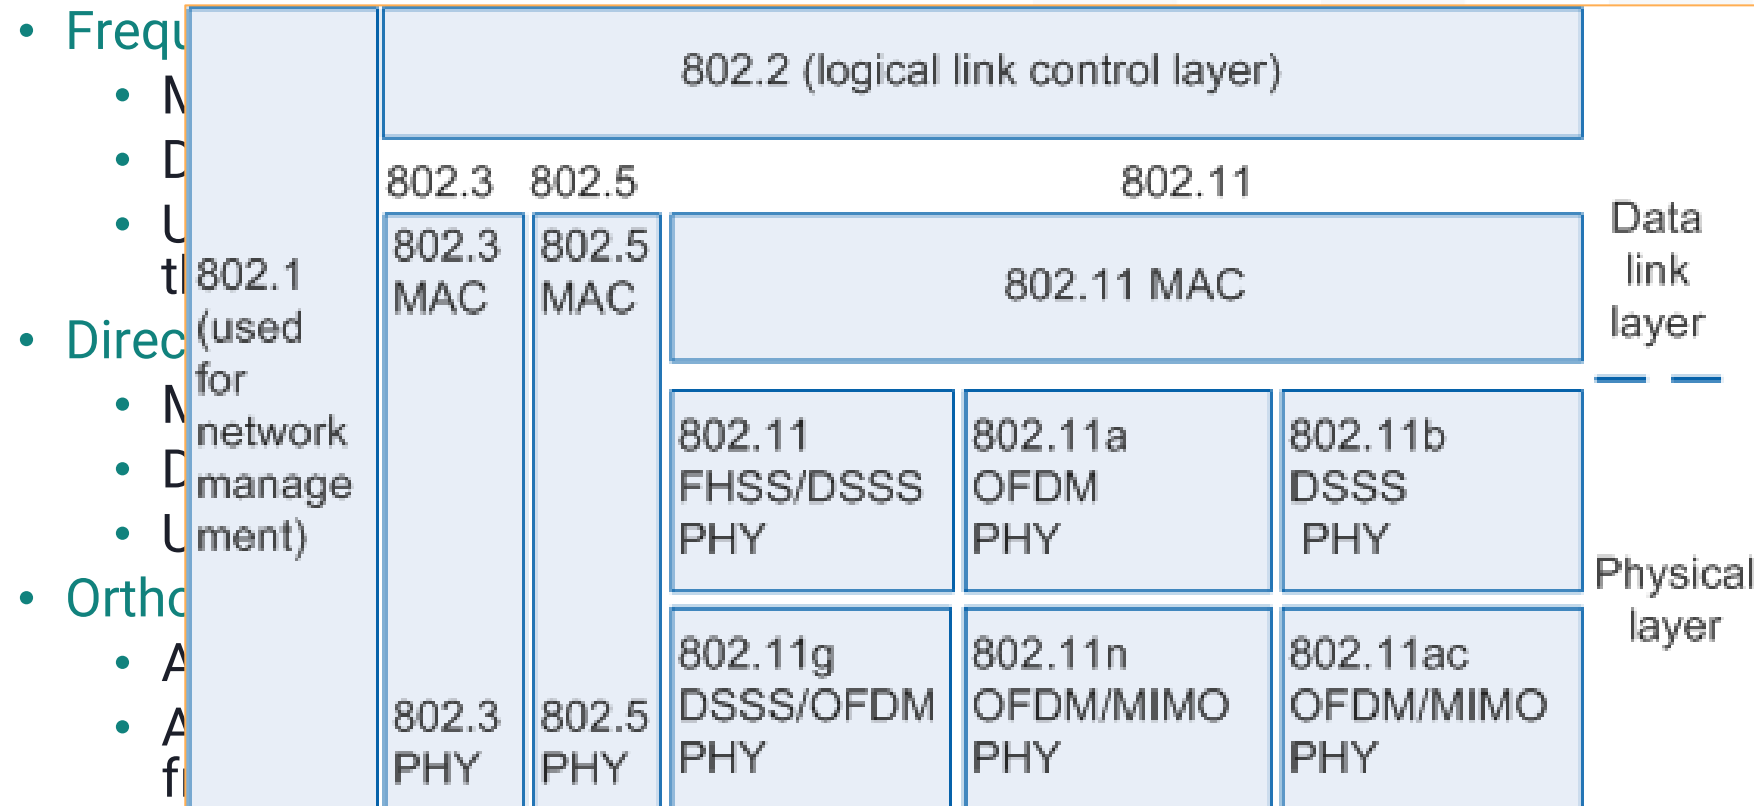 802.2 (logical link control layer)
802.3
802.5
802.11
802.1
(used
for
network
manage
ment)
802.3
MAC
802.5
MAC
802.11 MAC
Data
link
layer
802.11
FHSS/DSSS
PHY
802.11a
OFDM
PHY
802.11b
DSSS
PHY
Physical
layer
802.3
PHY
802.5
PHY
802.11g
DSSS/OFDM
PHY
802.11n
OFDM/MIMO
PHY
802.11ac
OFDM/MIMO
PHY